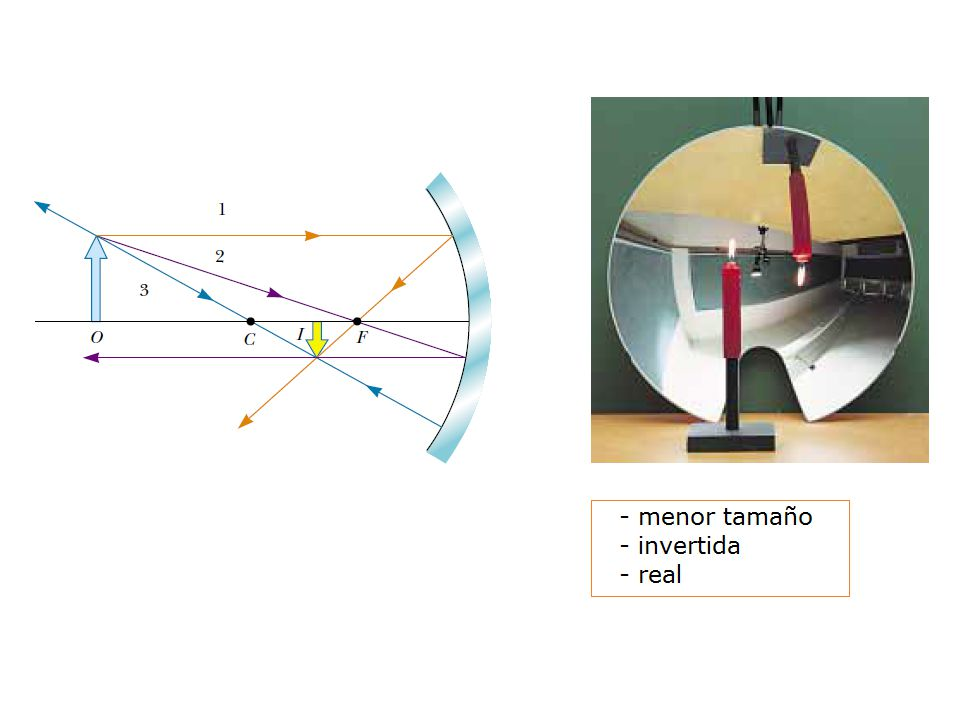 1
2
3
O
C
I
F
- menor tamaño
- invertida
- real